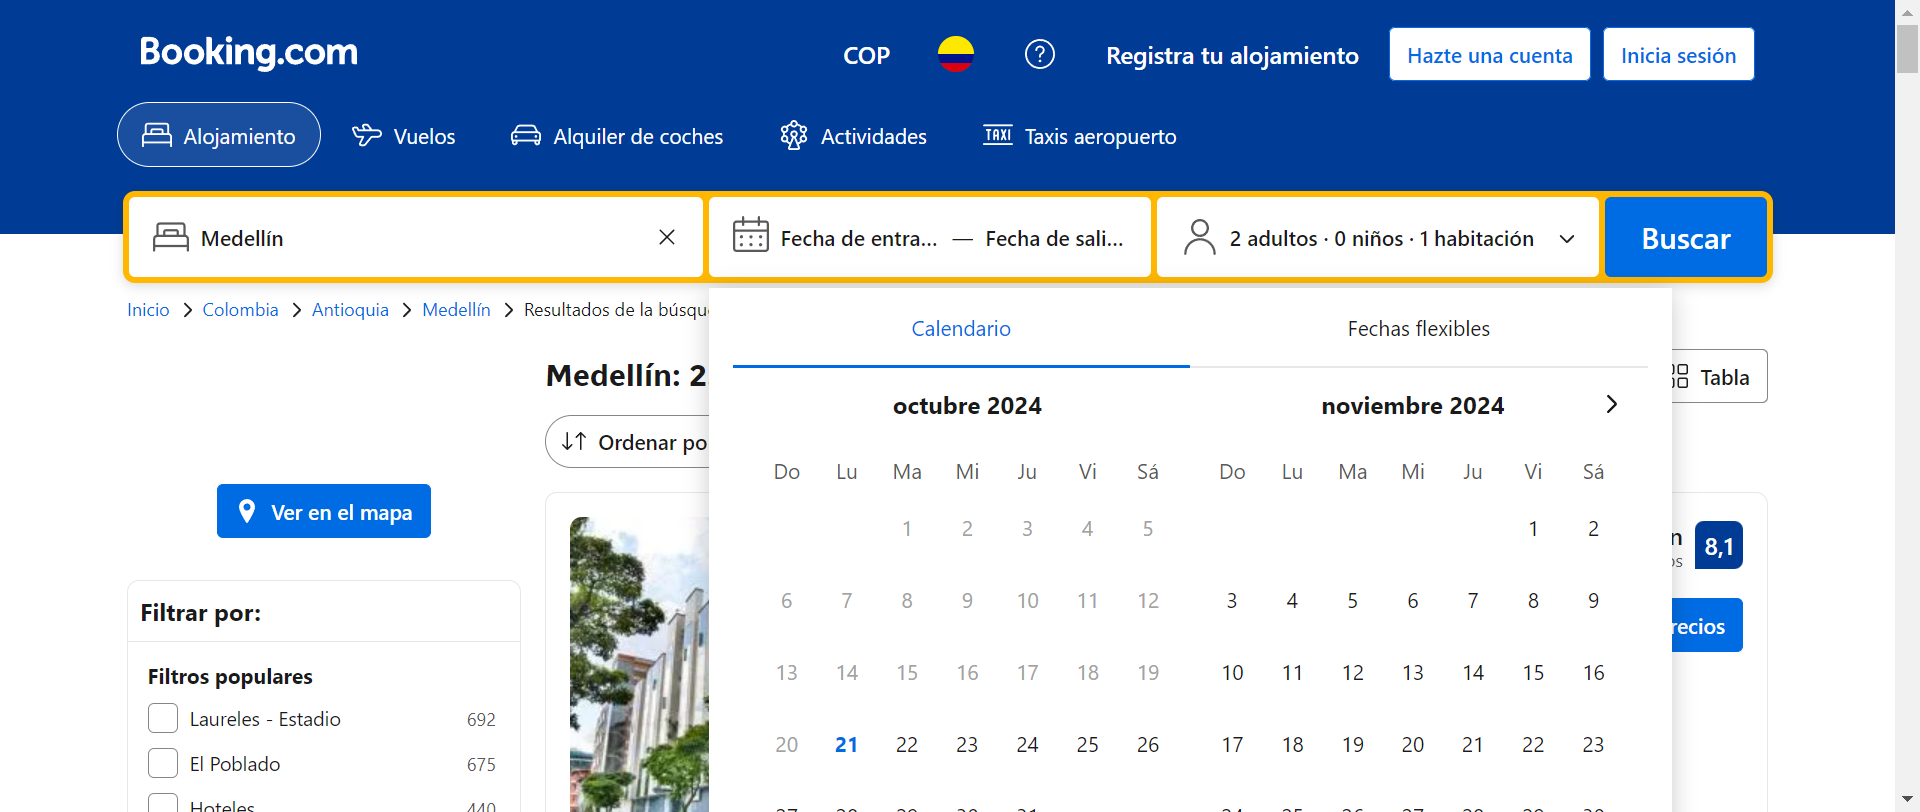 Booking.com
COP
Registra tu alojamiento
Hazte una cuenta
Inicia sesión
Alojamiento
Vuelos
Alquiler de coches
Actividades
TAXI Taxis aeropuerto
Medellín
Fecha de entra... — Fecha de sali...
2 adultos · 0 niños · 1 habitación
Buscar
Inicio > Colombia > Antioquia > Medellín > Resultados de la búsqu
Calendario
Fechas flexibles
Medellín: 2
Tabla
Ordenar po
octubre 2024
Do Lu Ma Mi Ju Vi Sá
1 2 3 4 5
6 7 8 9 10 11 12
13 14 15 16 17 18 19
20 21 22 23 24 25 26
noviembre 2024
Do Lu Ma Mi Ju Vi Sá
1 2
3 4 5 6 7 8 9
10 11 12 13 14 15 16
17 18 19 20 21 22 23
8,1
recios
Ver en el mapa
Filtrar por:
Filtros populares
Laureles - Estadio 692
El Poblado 675
Hoteles 440